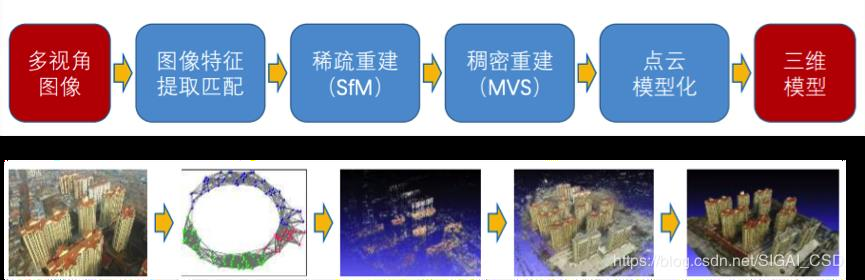 多视角
图像
图像特征
提取匹配
稀疏重建
（SfM）
稠密重建
（MVS）
点云
模型化
三维
模型
https://blog.csdn.net/SIGAI_CSD